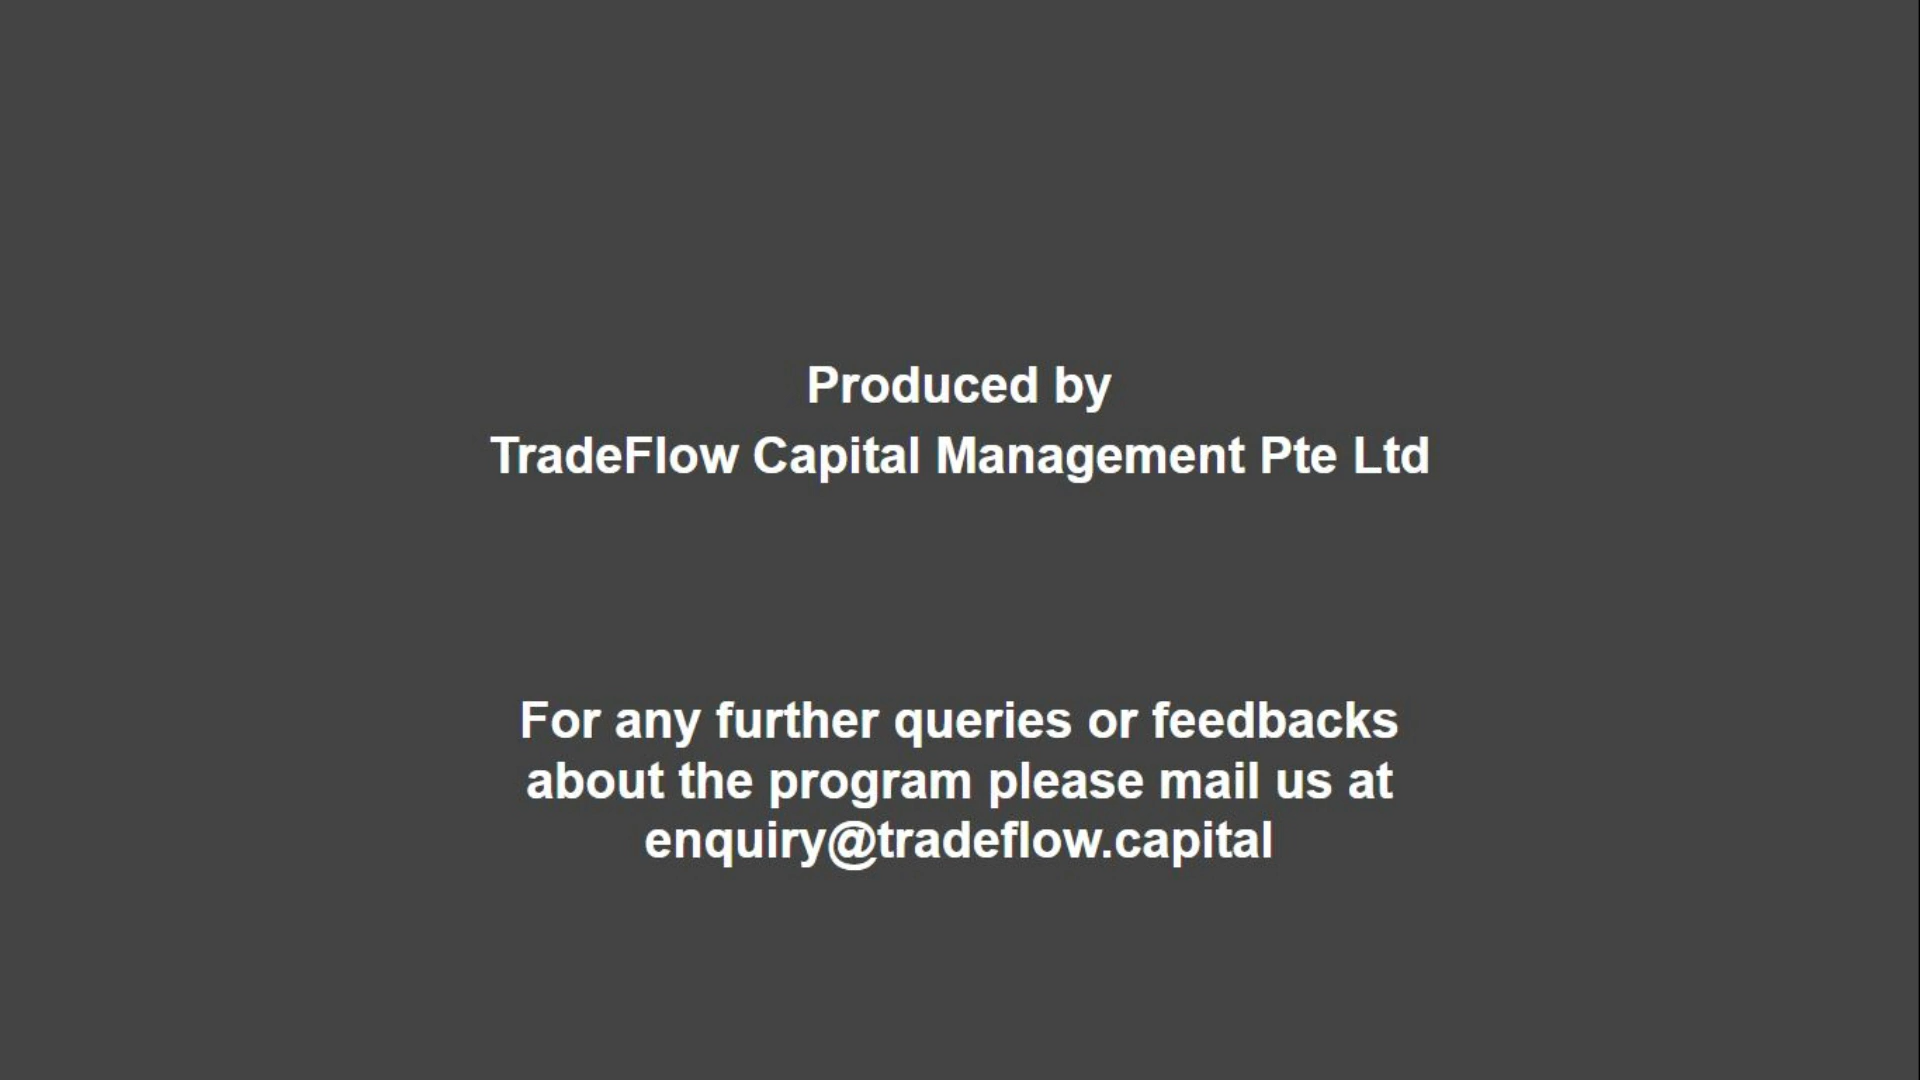 Produced by
TradeFlow Capital Management Pte Ltd
For any further queries or feedbacks
about the program please mail us at
enquiry@tradeflow.capital